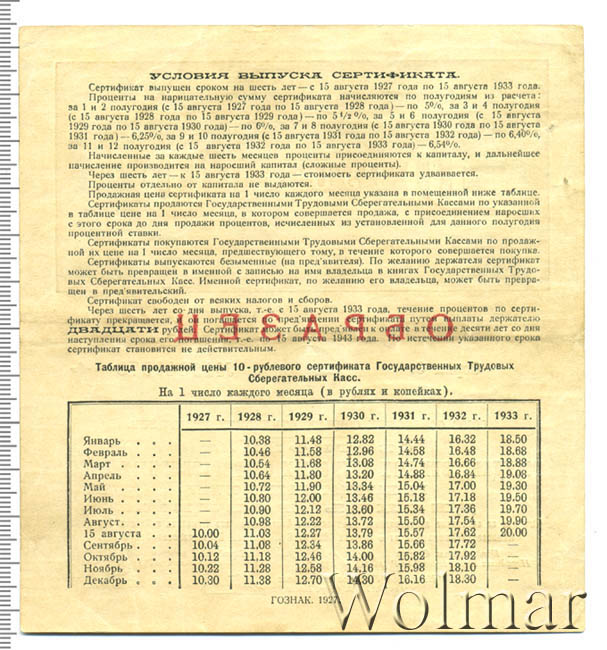 УСЛОВИЯ ВЫПУСКА СЕРТИФИКАТА.
Сертификат выпущен сроком на шесть лет — с 15 августа 1927 года по 15 августа 1933 года.
Проценты на нарицательную сумму сертификата начисляются по полугодиям из расчета:
за 1 и 2 полугодия (с 15 августа 1927 года по 15 августа 1928 года) — по 5%, за 3 и 4 полугодия
(с 15 августа 1928 года по 15 августа 1929 года) — по 5 1/2 %, за 5 и 6 полугодия (с 15 августа
1929 года по 15 августа 1930 года) — по 6%, за 7 и 8 полугодия (с 15 августа 1930 года по 15 августа
1931 года) — 6,25%, за 9 и 10 полугодия (с 15 августа 1931 года по 15 августа 1932 года) — по 6,40%,
за 11 и 12 полугодия (с 15 августа 1932 года по 15 августа 1933 года) — 6,54%.
Начисленные за каждые шесть месяцев проценты присоединяются к капиталу, и дальнейшее
начисление производится на наросший капитал (сложные проценты).
Через шесть лет — к 15 августа 1933 года — стоимость сертификата удваивается.
Проценты отдельно от капитала не выдаются.
Продажная цена сертификата на 1 число каждого месяца указана в помещенной ниже таблице.
Сертификаты продаются Государственными Трудовыми Сберегательными Кассами по указанной
в таблице цене на 1 число месяца, в котором совершается продажа, с присоединением наросших
с этого срока до дня продажи процентов, исчисленных из установленной для данного полугодия
процентной ставки.
Сертификаты покупаются Государственными Трудовыми Сберегательными Кассами по продаж-
ной их цене на 1 число месяца, предшествующего тому, в течение которого совершается покупка.
Сертификаты выпускаются безыменные (на пред'явителя). По желанию держателя сертификат
может быть превращен в именной с записью на имя владельца в книгах Государственных Трудо-
вых Сберегательных Касс. Именной сертификат, по желанию его владельца, может быть превра-
щен в пред'явительский.
Сертификат свободен от всяких налогов и сборов.
Через шесть лет со дня выпуска, т.-е. с 15 августа 1933 года, течение процентов по серти-
фикату прекращается, и он погашается по пред'явлении сертификата путем выплаты держателю
ДВАДЦАТИ рублей. Сертификат может быть пред'явлен к оплате в течение десяти лет со дня
наступления срока его погашения, т.-е. по 15 августа 1943 года. По истечении указанного срока
сертификат становится не действительным.
ОБРАЗЕЦ
Таблица продажной цены 10-рублевого сертификата Государственных Трудовых
Сберегательных Касс.
На 1 число каждого месяца (в рублях и копейках).
1927 г. 1928 г. 1929 г. 1930 г. 1931 г. 1932 г. 1933 г.
Январь . . . — 10.38 11.48 12.82 14.44 16.32 18.50
Февраль . . . — 10.46 11.58 12.96 14.58 16.48 18.68
Март . . . . — 10.54 11.68 13.08 14.74 16.66 18.88
Апрель . . . — 10.64 11.80 13.20 14.88 16.84 19.08
Май . . . . — 10.72 11.90 13.34 15.04 17.00 19.30
Июнь . . . . — 10.80 12.00 13.46 15.18 17.18 19.50
Июль . . . . — 10.90 12.12 13.60 15.34 17.36 19.70
Август . . . . — 10.98 12.22 13.72 15.50 17.54 19.90
15 августа . . 10.00 11.03 12.27 13.79 15.57 17.62 20.00
Сентябрь . . . 10.04 11.08 12.34 13.86 15.66 17.72 —
Октябрь . . . 10.12 11.18 12.46 14.00 15.82 17.92 —
Ноябрь . . . 10.22 11.28 12.58 14.16 15.98 18.10 —
Декабрь . . . 10.30 11.38 12.70 14.30 16.16 18.30 —
ГОЗНАК. 1927
Wolmar